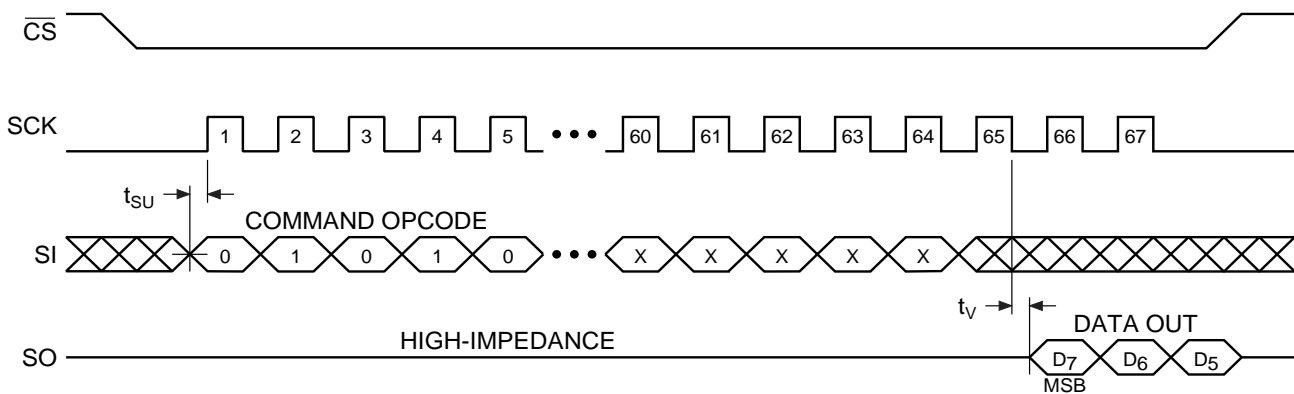 CS
SCK 1 2 3 4 5 ••• 60 61 62 63 64 65 66 67
tSU
COMMAND OPCODE
SI 0 1 0 1 0 ••• X X X X X
tV
HIGH-IMPEDANCE DATA OUT
SO D7 D6 D5
MSB